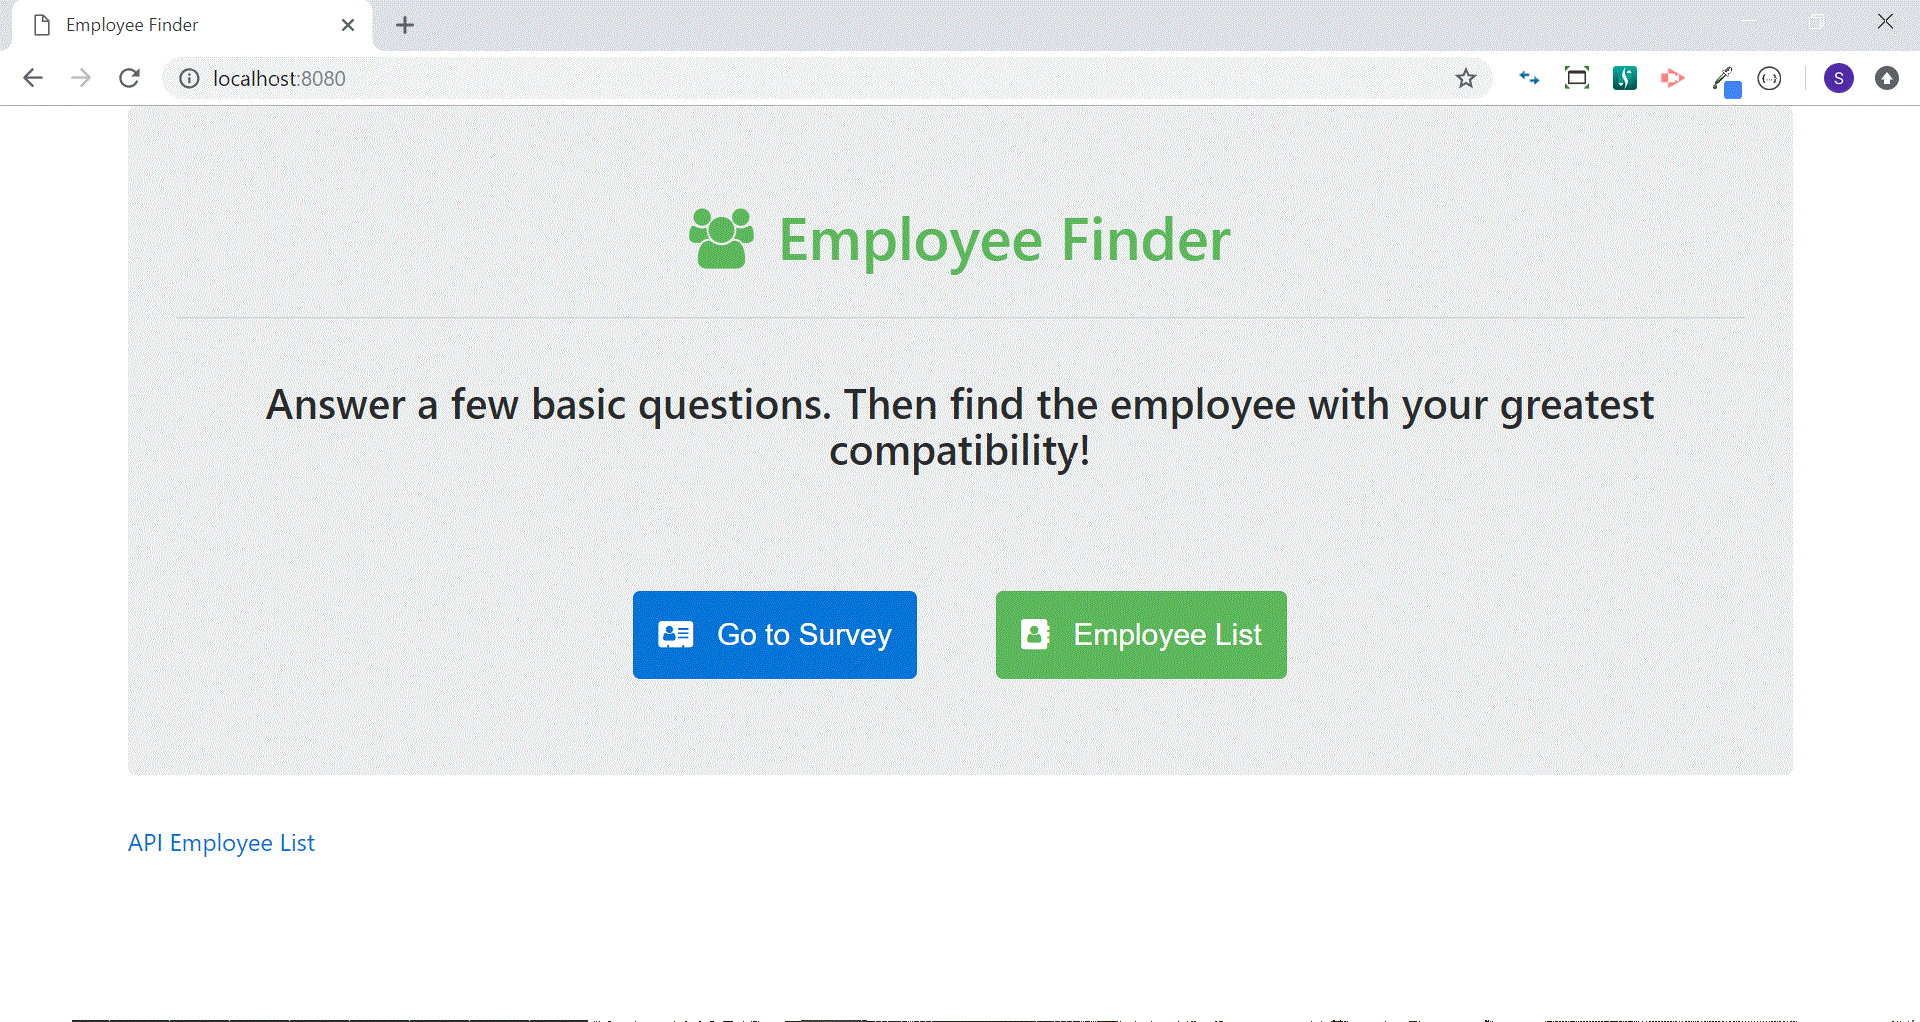 Employee Finder
localhost:8080
S
Employee Finder
Answer a few basic questions. Then find the employee with your greatest
compatibility!
Go to Survey
Employee List
API Employee List